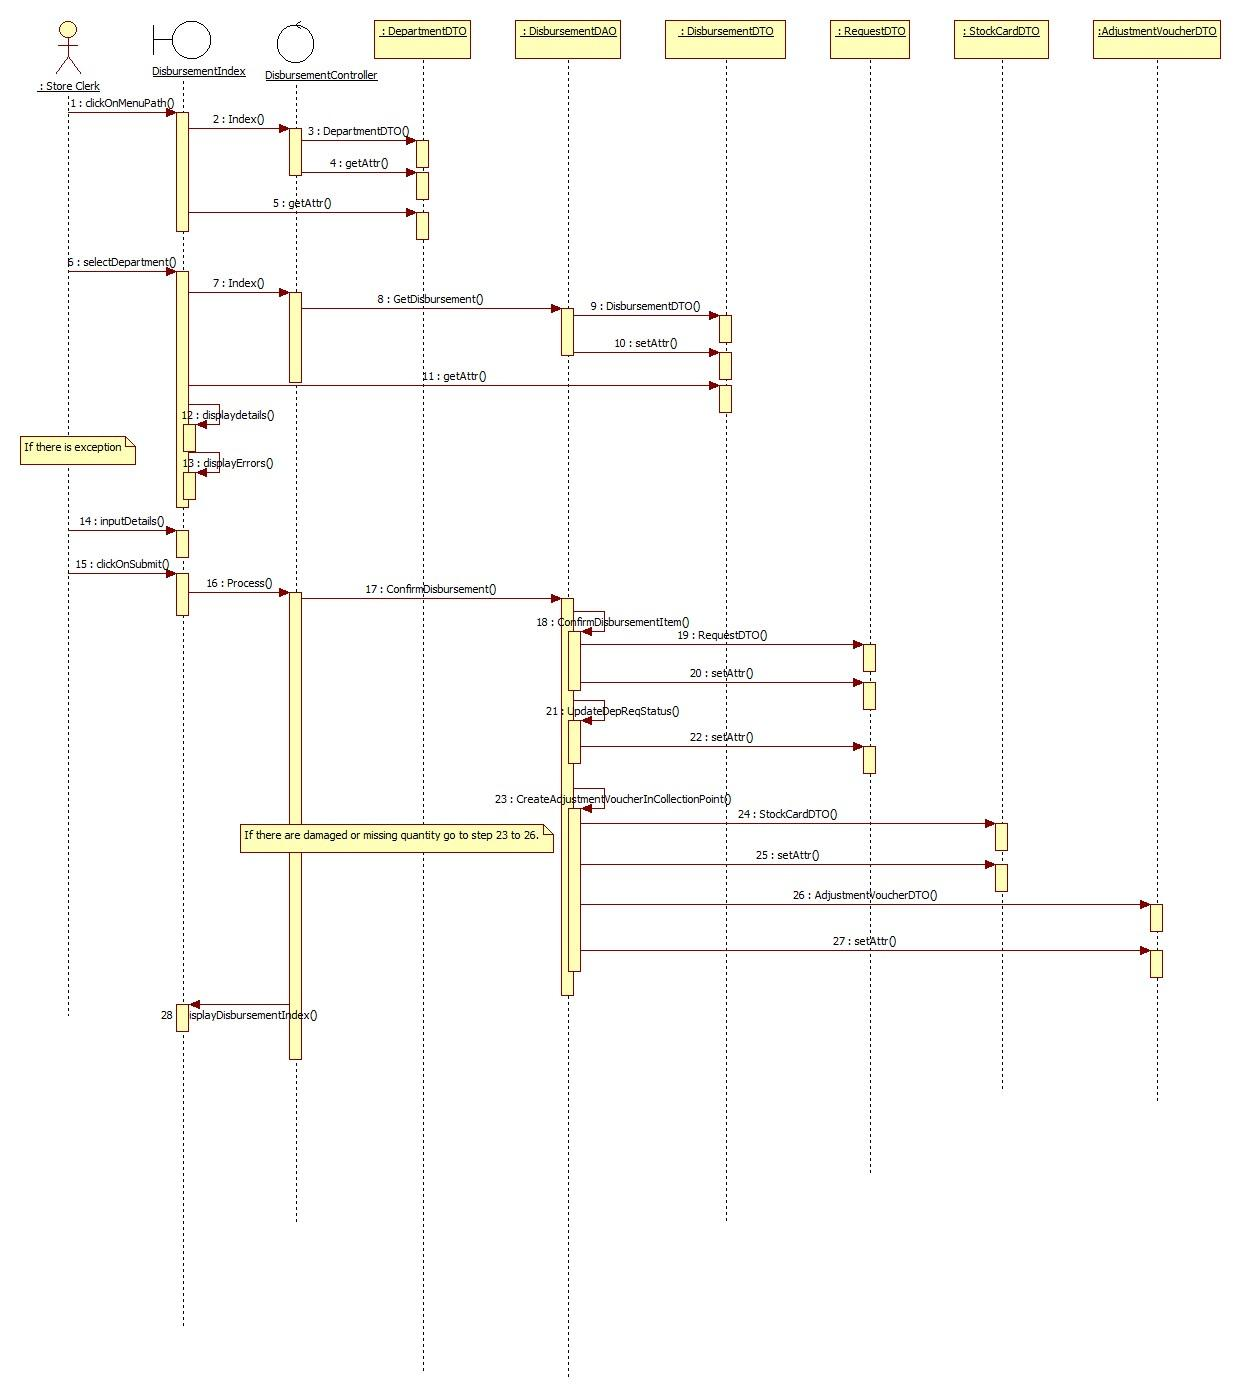 : DepartmentDTO
: DisbursementDAO
: DisbursementDTO
: RequestDTO
: StockCardDTO
:AdjustmentVoucherDTO
DisbursementIndex
DisbursementController
: Store Clerk
1 : clickOnMenuPath()
2 : Index()
3 : DepartmentDTO()
4 : getAttr()
5 : getAttr()
6 : selectDepartment()
7 : Index()
8 : GetDisbursement()
9 : DisbursementDTO()
10 : setAttr()
11 : getAttr()
12 : displaydetails()
If there is exception
13 : displayErrors()
14 : inputDetails()
15 : clickOnSubmit()
16 : Process()
17 : ConfirmDisbursement()
18 : ConfirmDisbursementItem()
19 : RequestDTO()
20 : setAttr()
21 : UpdateDepReqStatus()
22 : setAttr()
23 : CreateAdjustmentVoucherInCollectionPoint()
24 : StockCardDTO()
If there are damaged or missing quantity go to step 23 to 26.
25 : setAttr()
26 : AdjustmentVoucherDTO()
27 : setAttr()
28 isplayDisbursementIndex()